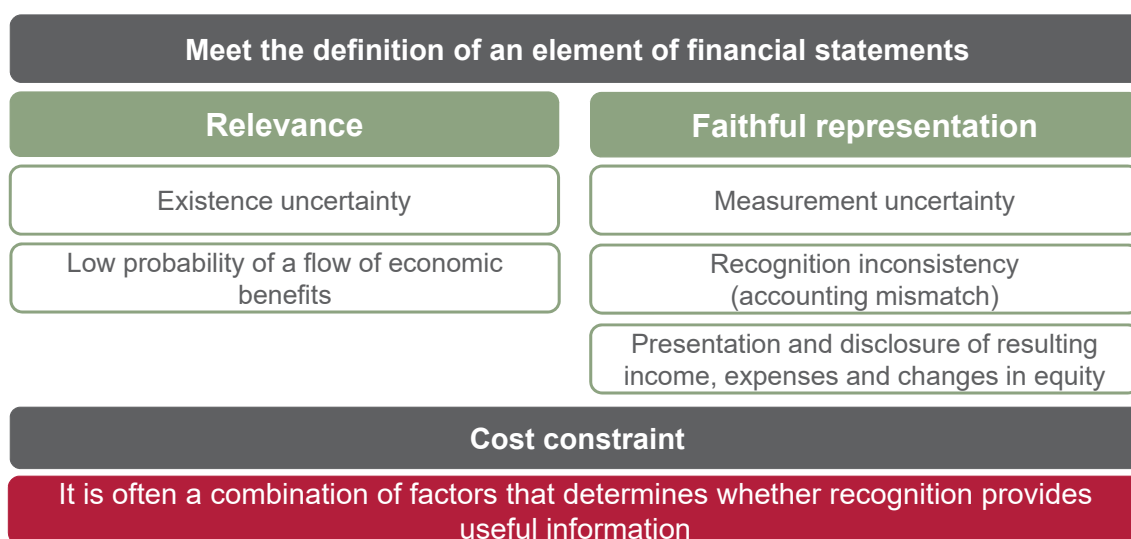 Meet the definition of an element of financial statements
Relevance
Existence uncertainty
Low probability of a flow of economic
benefits
Faithful representation
Measurement uncertainty
Recognition inconsistency
(accounting mismatch)
Presentation and disclosure of resulting
income, expenses and changes in equity
Cost constraint
It is often a combination of factors that determines whether recognition provides
useful information